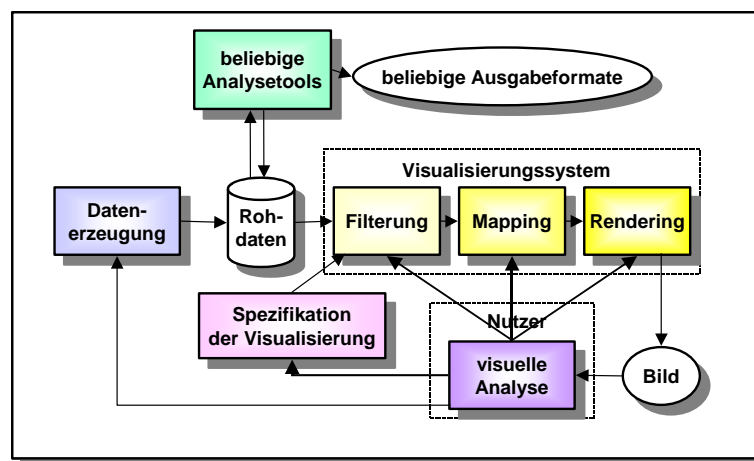 beliebige
Analysetools
beliebige Ausgabeformate
Visualisierungssystem
Daten-
erzeugung
Roh-
daten
Filterung
Mapping
Rendering
Spezifikation
der Visualisierung
Nutzer
visuelle
Analyse
Bild